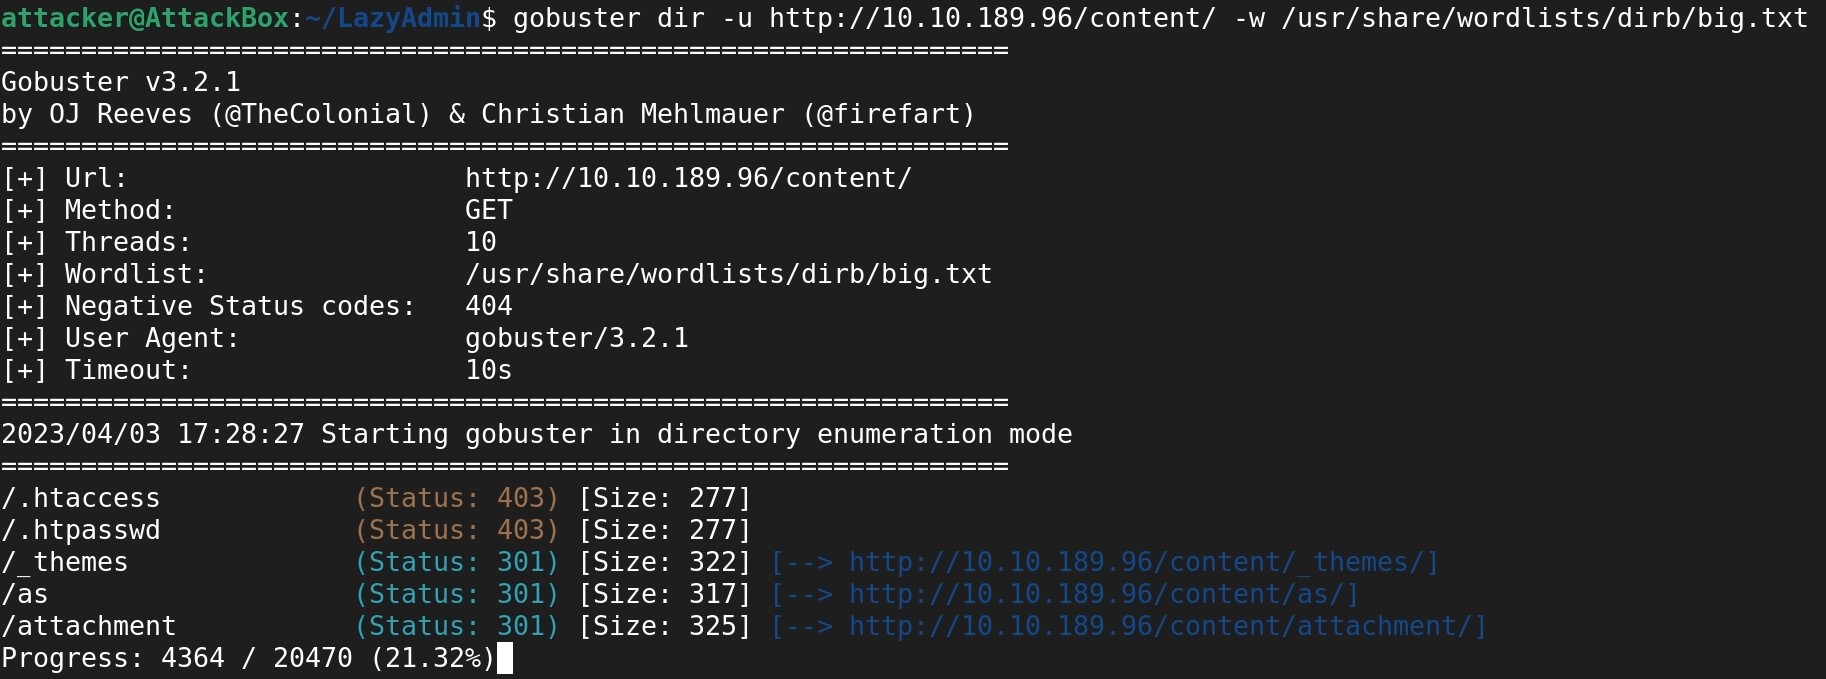 attacker@AttackBox:~/LazyAdmin$ gobuster dir -u http://10.10.189.96/content/ -w /usr/share/wordlists/dirb/big.txt
===============================================================
Gobuster v3.2.1
by OJ Reeves (@TheColonial) & Christian Mehlmauer (@firefart)
===============================================================
[+] Url:                     http://10.10.189.96/content/
[+] Method:                  GET
[+] Threads:                 10
[+] Wordlist:                /usr/share/wordlists/dirb/big.txt
[+] Negative Status codes:   404
[+] User Agent:              gobuster/3.2.1
[+] Timeout:                 10s
===============================================================
2023/04/03 17:28:27 Starting gobuster in directory enumeration mode
===============================================================
/.htaccess            (Status: 403) [Size: 277]
/.htpasswd            (Status: 403) [Size: 277]
/_themes              (Status: 301) [Size: 322] [--> http://10.10.189.96/content/_themes/]
/as                   (Status: 301) [Size: 317] [--> http://10.10.189.96/content/as/]
/attachment           (Status: 301) [Size: 325] [--> http://10.10.189.96/content/attachment/]
Progress: 4364 / 20470 (21.32%)